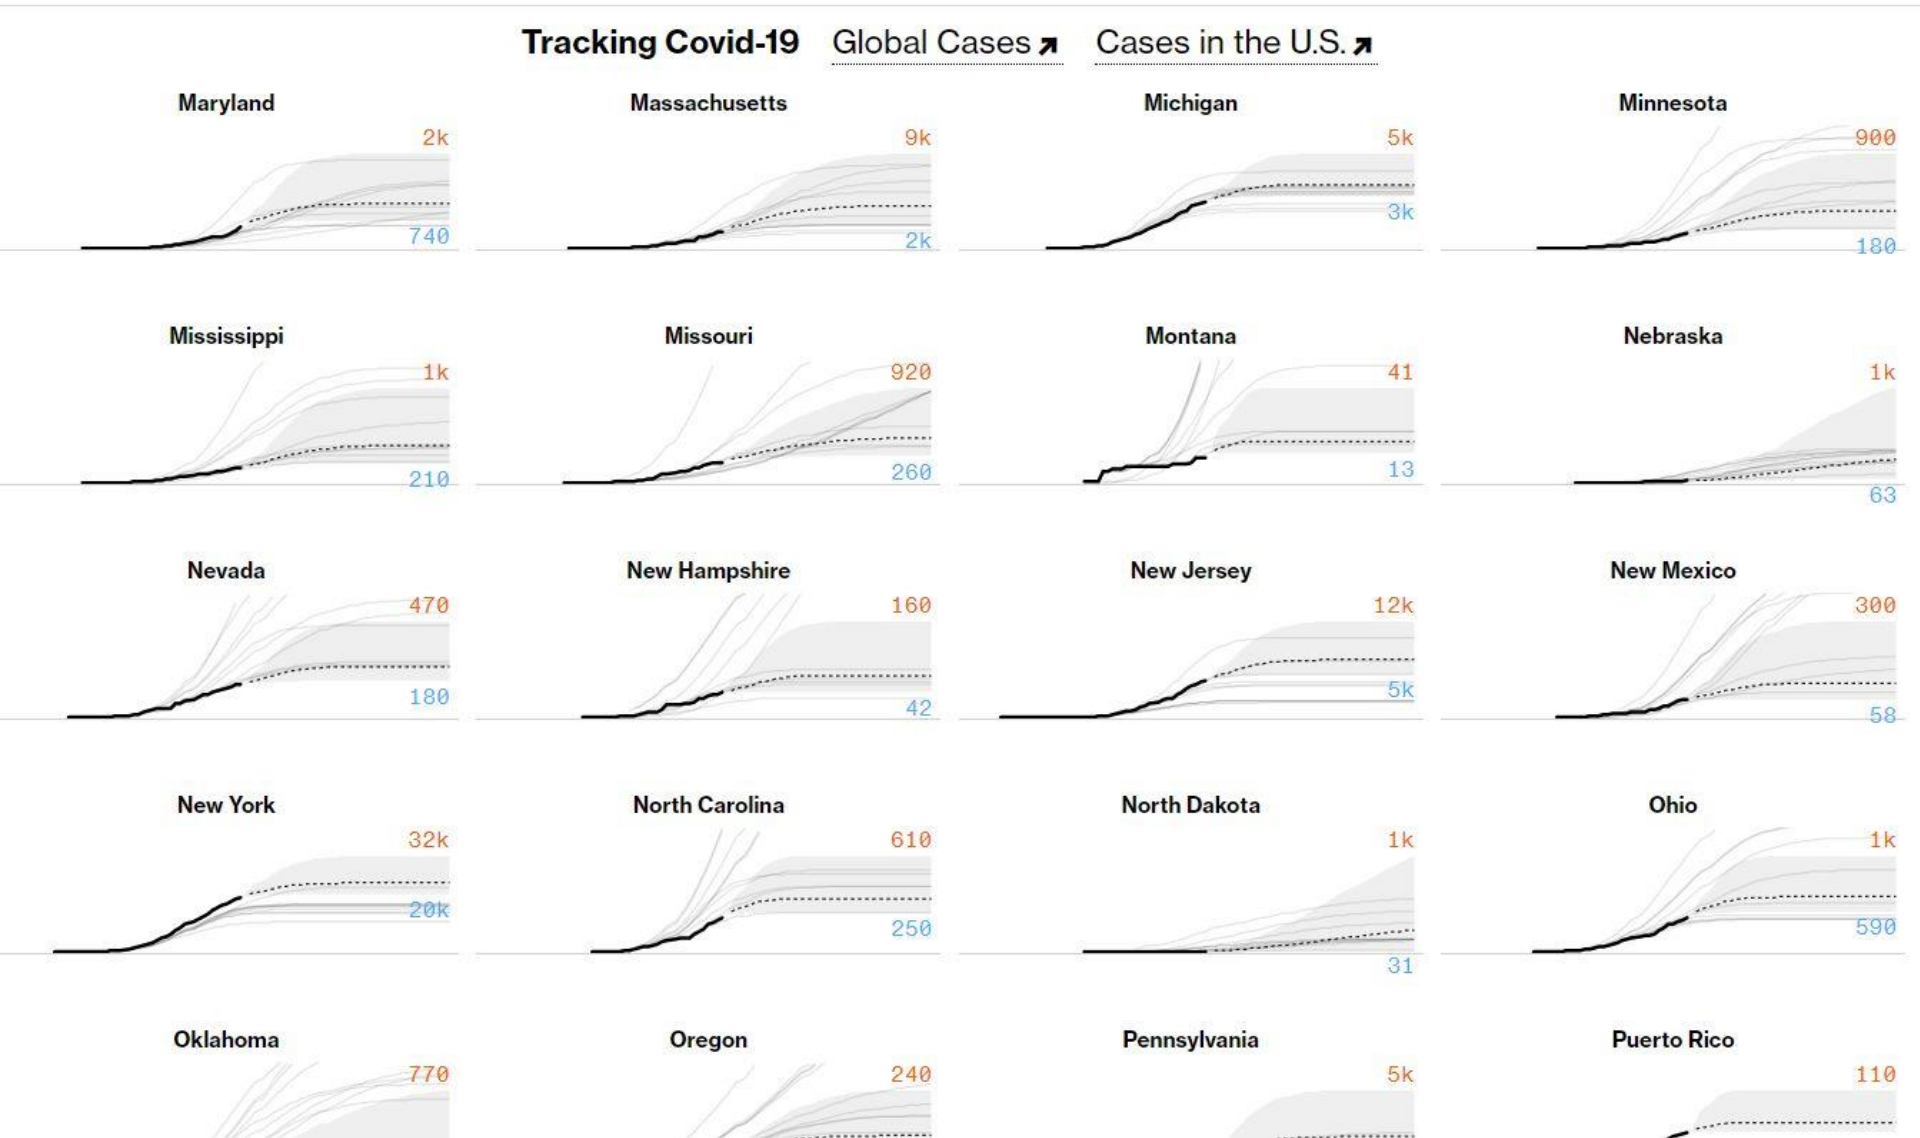 Tracking Covid-19 Global Cases Cases in the U.S.
Maryland Massachusetts Michigan Minnesota
2k 9k 5k 900
740 2k 3k 180
Mississippi Missouri Montana Nebraska
1k 920 41 1k
210 260 13 63
Nevada New Hampshire New Jersey New Mexico
470 160 12k 300
180 42 5k 58
New York North Carolina North Dakota Ohio
32k 610 1k 1k
20k 250 31 590
Oklahoma Oregon Pennsylvania Puerto Rico
770 240 5k 110